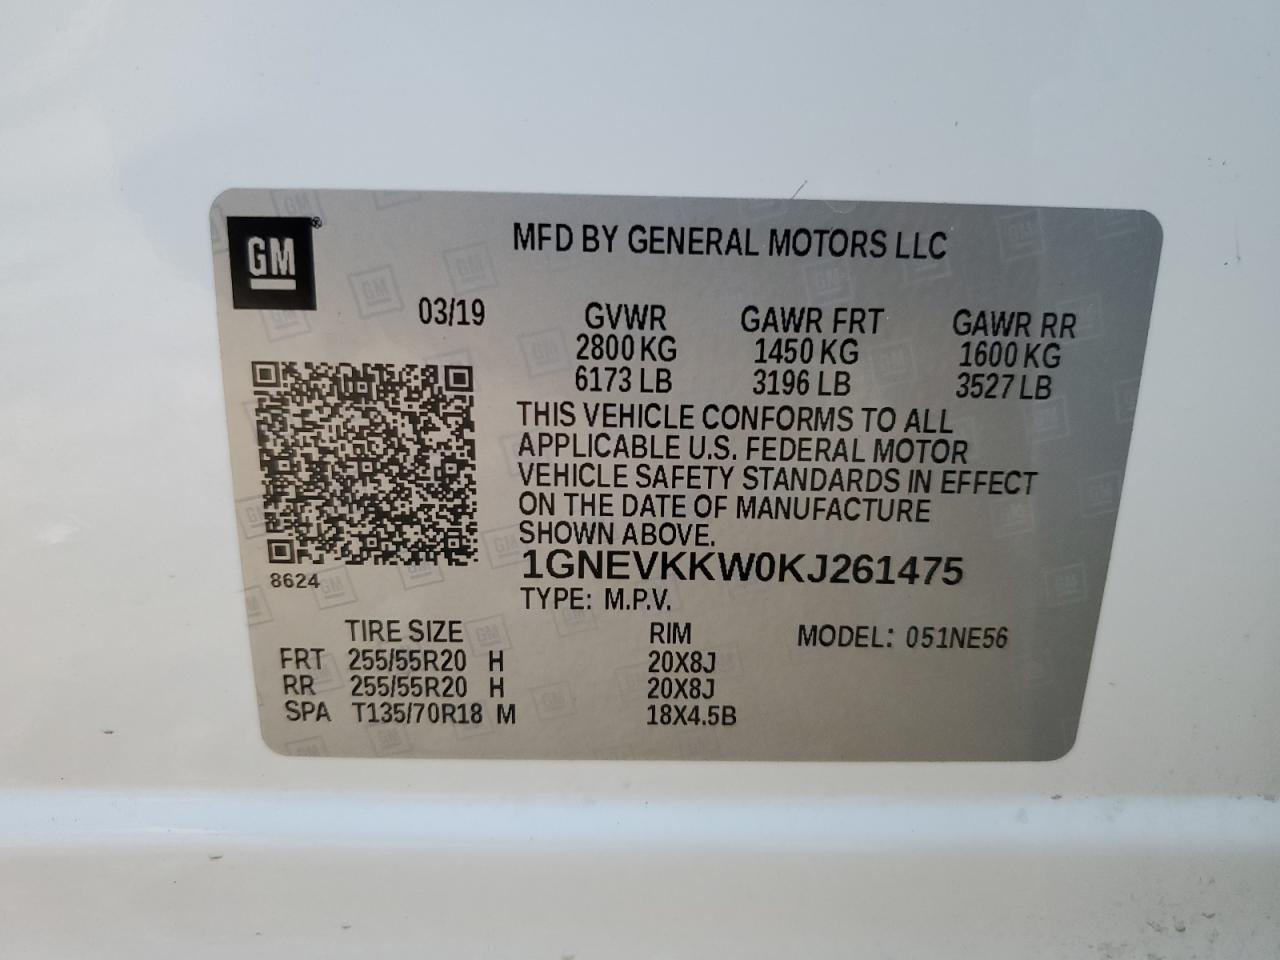 GM®
MFD BY GENERAL MOTORS LLC
03/19 GVWR GAWR FRT GAWR RR
2800 KG 1450 KG 1600 KG
6173 LB 3196 LB 3527 LB
THIS VEHICLE CONFORMS TO ALL
APPLICABLE U.S. FEDERAL MOTOR
VEHICLE SAFETY STANDARDS IN EFFECT
ON THE DATE OF MANUFACTURE
SHOWN ABOVE.
1GNEVKKW0KJ261475
8624
TYPE: M.P.V.
TIRE SIZE RIM MODEL: 051NE56
FRT 255/55R20 H 20X8J
RR 255/55R20 H 20X8J
SPA T135/70R18 M 18X4.5B